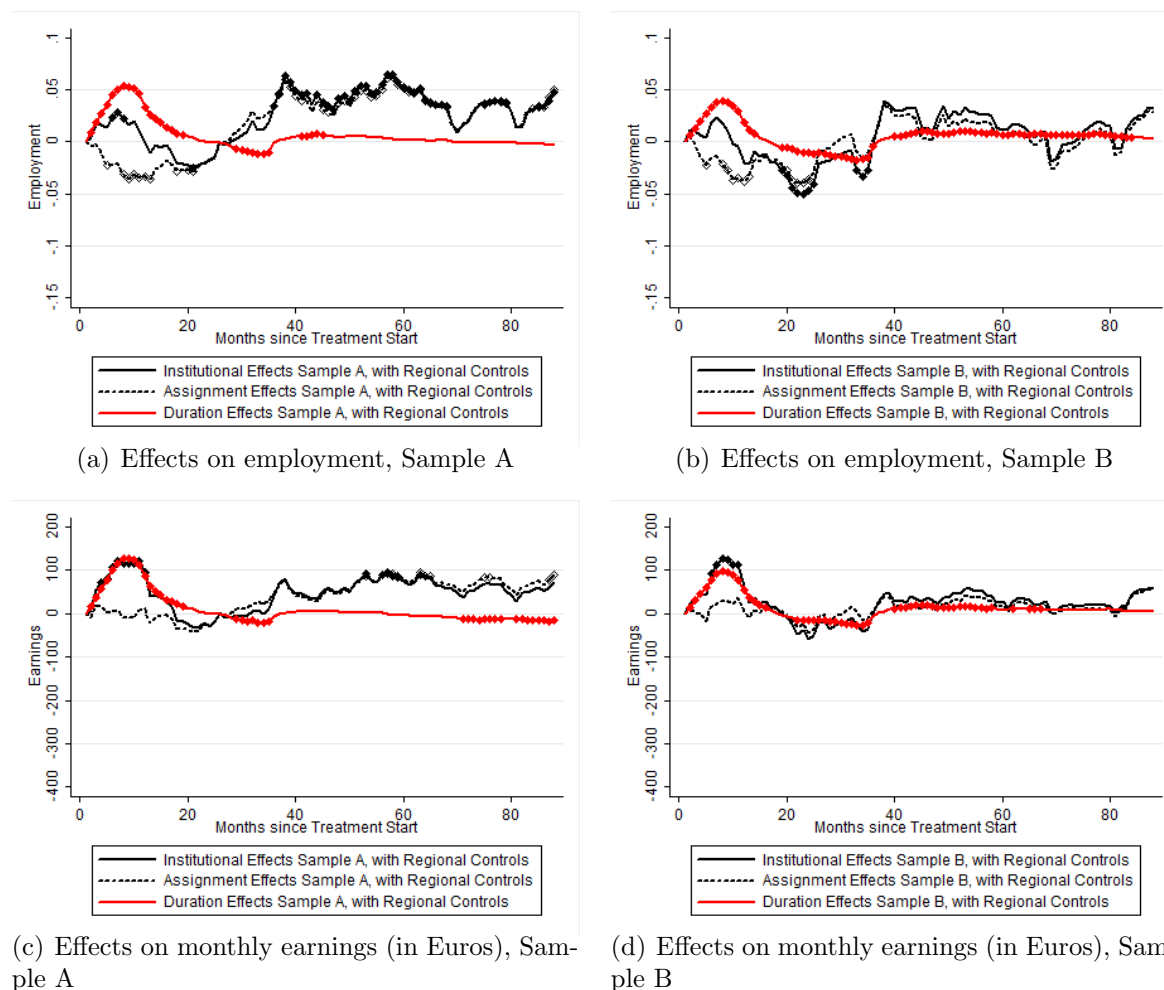 .1
.05
0
-.05
-.1
-.15
Employment
0 20 40 60 80
Months since Treatment Start
Institutional Effects Sample A, with Regional Controls
Assignment Effects Sample A, with Regional Controls
Duration Effects Sample A, with Regional Controls
(a) Effects on employment, Sample A
.1
.05
0
-.05
-.1
-.15
Employment
0 20 40 60 80
Months since Treatment Start
Institutional Effects Sample B, with Regional Controls
Assignment Effects Sample B, with Regional Controls
Duration Effects Sample B, with Regional Controls
(b) Effects on employment, Sample B
200
100
0
-100
-200
-300
-400
Earnings
0 20 40 60 80
Months since Treatment Start
Institutional Effects Sample A, with Regional Controls
Assignment Effects Sample A, with Regional Controls
Duration Effects Sample A, with Regional Controls
(c) Effects on monthly earnings (in Euros), Sam-
ple A
200
100
0
-100
-200
-300
-400
Earnings
0 20 40 60 80
Months since Treatment Start
Institutional Effects Sample B, with Regional Controls
Assignment Effects Sample B, with Regional Controls
Duration Effects Sample B, with Regional Controls
(d) Effects on monthly earnings (in Euros), Sam
ple B